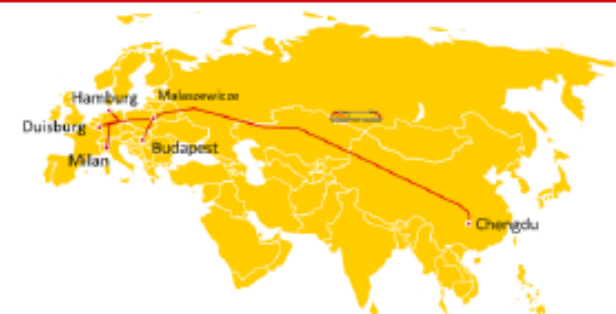 Hamburg
Malaszewicze
Duisburg
Milan
Budapest
Chengdu